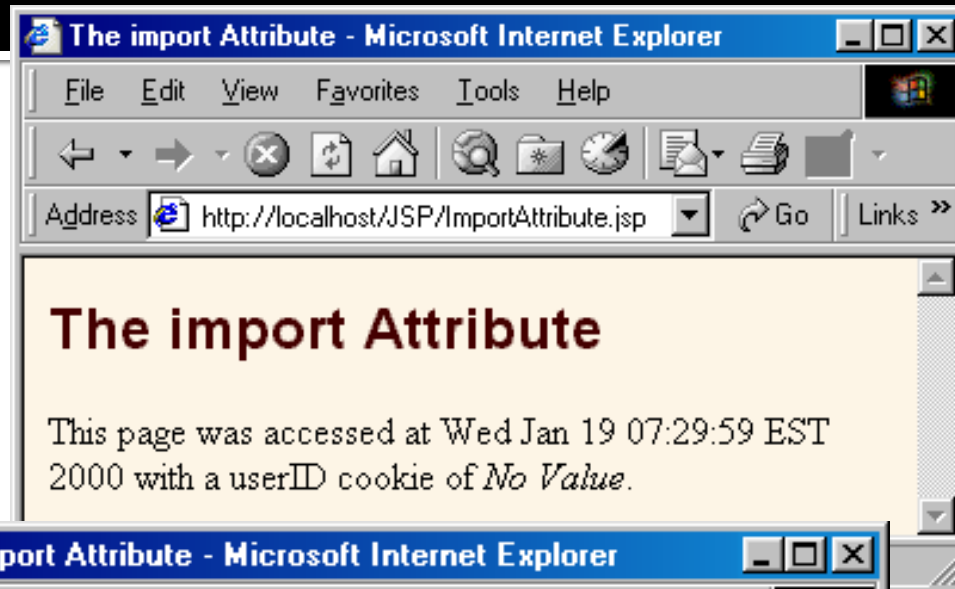 The import Attribute - Microsoft Internet Explorer
File Edit View Favorites Tools Help
Address http://localhost/JSP/ImportAttribute.jsp Go Links »
The import Attribute
This page was accessed at Wed Jan 19 07:29:59 EST
2000 with a userID cookie of No Value.
port Attribute - Microsoft Internet Explorer